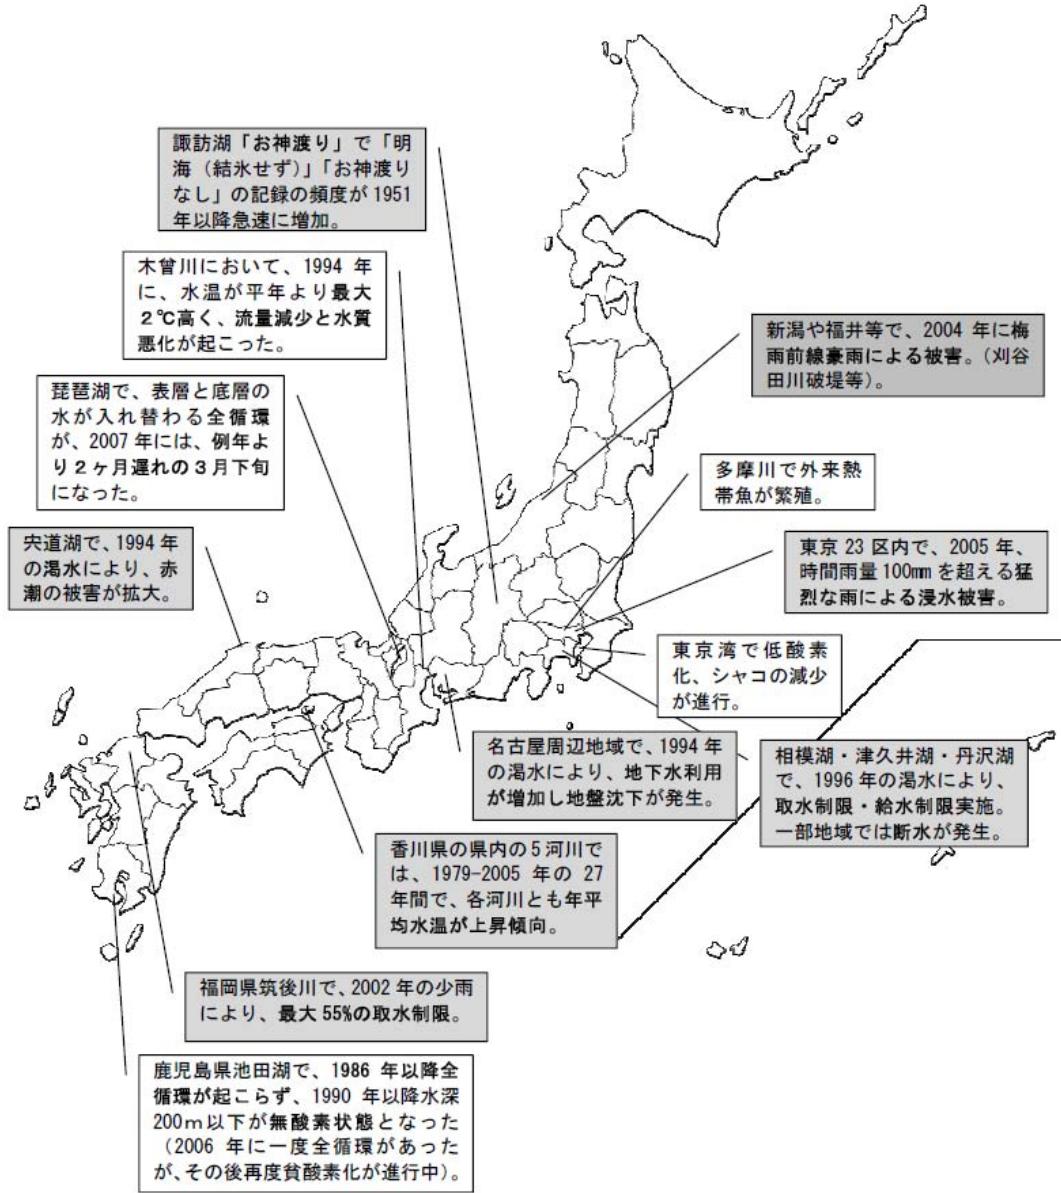 諏訪湖「お神渡り」で「明
海（結氷せず）」「お神渡り
なし」の記録の頻度が 1951
年以降急速に増加。
木曾川において、1994 年
に、水温が平年より最大
２℃高く、流量減少と水質
悪化が起こった。
琵琶湖で、表層と底層の
水が入れ替わる全循環
が、2007 年には、例年よ
り２ヶ月遅れの３月下旬
になった。
宍道湖で、1994 年
の渇水により、赤
潮の被害が拡大。
新潟や福井等で、2004 年に梅
雨前線豪雨による被害。（刈谷
田川破堤等）。
多摩川で外来熱
帯魚が繁殖。
東京 23 区内で、2005 年、
時間雨量 100mm を超える猛
烈な雨による浸水被害。
東京湾で低酸素
化、シャコの減少
が進行。
名古屋周辺地域で、1994 年
の渇水により、地下水利用
が増加し地盤沈下が発生。
相模湖・津久井湖・丹沢湖
で、1996 年の渇水により、
取水制限・給水制限実施。
一部地域では断水が発生。
香川県の県内の５河川で
は、1979-2005 年の 27
年間で、各河川とも年平
均水温が上昇傾向。
福岡県筑後川で、2002 年の少雨
により、最大 55%の取水制限。
鹿児島県池田湖で、1986 年以降全
循環が起こらず、1990 年以降水深
200ｍ以下が無酸素状態となった
（2006 年に一度全循環があった
が、その後再度貧酸素化が進行中）。